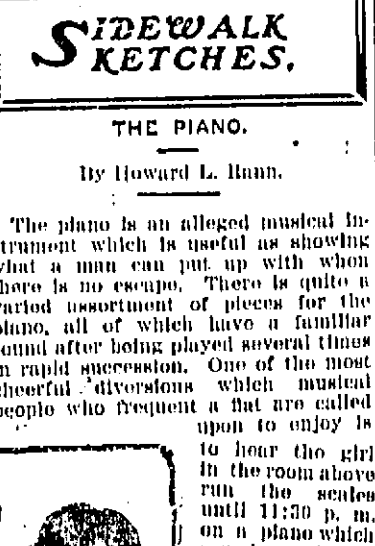 SIDEWALK
SKETCHES.
THE PIANO.
By Howard L. Rann.
The piano is an alleged musical in-
trument which is useful as showing
what a man can put up with when
there is no escape. There is quite a
varied assortment of pieces for the
piano, all of which have a familiar
sound after being played several times
in rapid succession. One of the most
cheerful diversions which musical
people who frequent a flat are called
upon to enjoy is
to hear the girl
in the room above
run the scales
until 11:30 p. m.
on a piano which